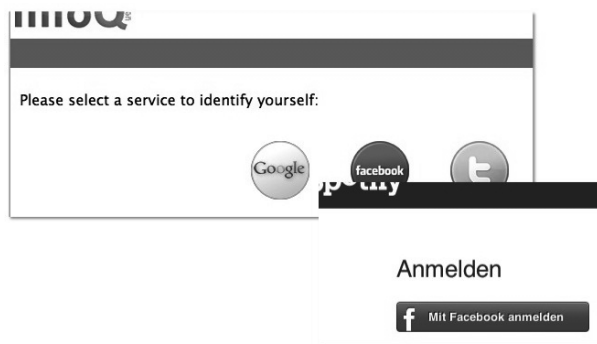 Please select a service to identify yourself:
Google
facebook
t
Anmelden
f Mit Facebook anmelden